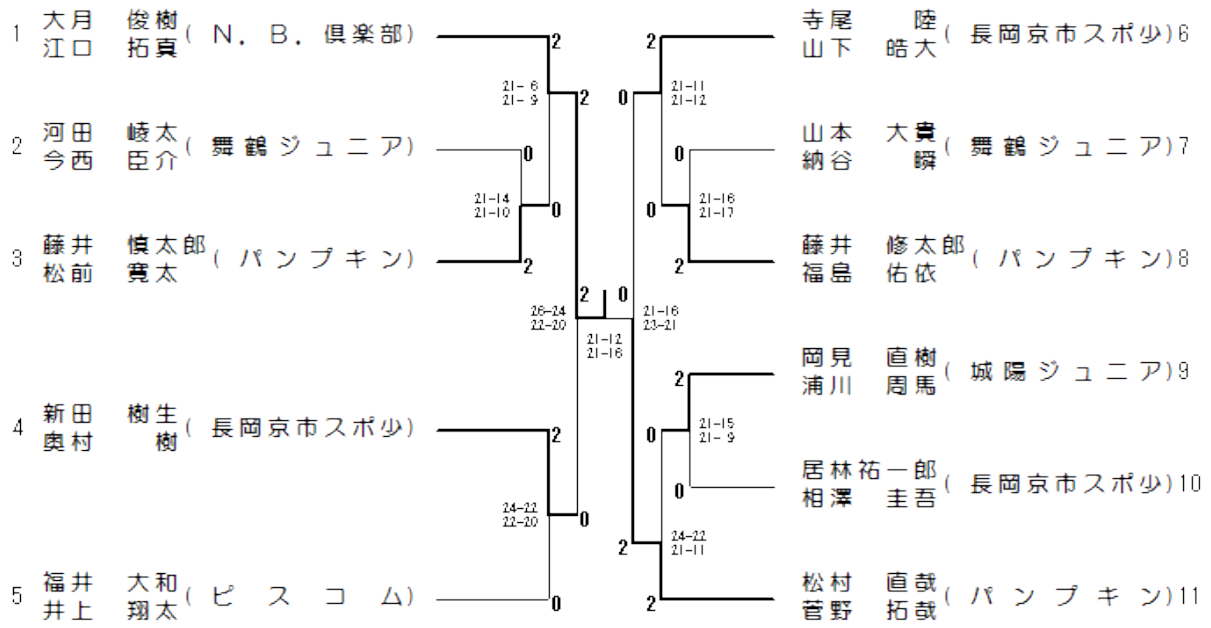 1 大月 俊樹
江口 拓真 ( N．B．倶楽部)
2 河田 崚太
今西 臣介 ( 舞鶴ジュニア)
3 藤井 慎太郎
松前 寛太 ( パンプキン)
4 新田 樹生
奥村 樹 ( 長岡京市スポ少)
5 福井 大和
井上 翔太 ( ピスコム)
2
21- 6
21- 9
2
0
21-14
21-10
0
2
2
26-24
22-20
2
24-22
22-20
0
0
21-12
21-16
寺尾 陸
山下 皓大 ( 長岡京市スポ少)6
山本 大貴
納谷 瞬 ( 舞鶴ジュニア)7
藤井 修太郎
福島 佑依 ( パンプキン)8
岡見 直樹
浦川 周馬 ( 城陽ジュニア)9
居林祐一郎
相澤 圭吾 ( 長岡京市スポ少)10
松村 直哉
菅野 拓哉 ( パンプキン)11
2
0
21-11
21-12
0
21-16
21-17
0
2
0
21-16
23-21
2
21-15
21- 9
0
0
24-22
21-11
2
2